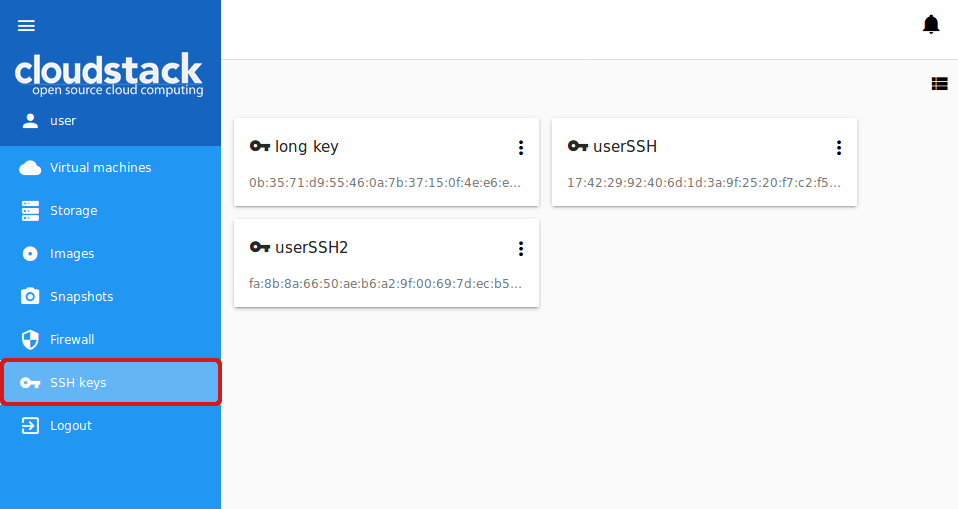 cloudstack
open source cloud computing
user
Virtual machines
Storage
Images
Snapshots
Firewall
SSH keys
Logout
long key
0b:35:71:d9:55:46:0a:7b:37:15:0f:4e:e6:e...
userSSH
17:42:29:92:40:6d:1d:3a:9f:25:20:f7:c2:f5...
userSSH2
fa:8b:8a:66:50:ae:b6:a2:9f:00:69:7d:ec:b5...